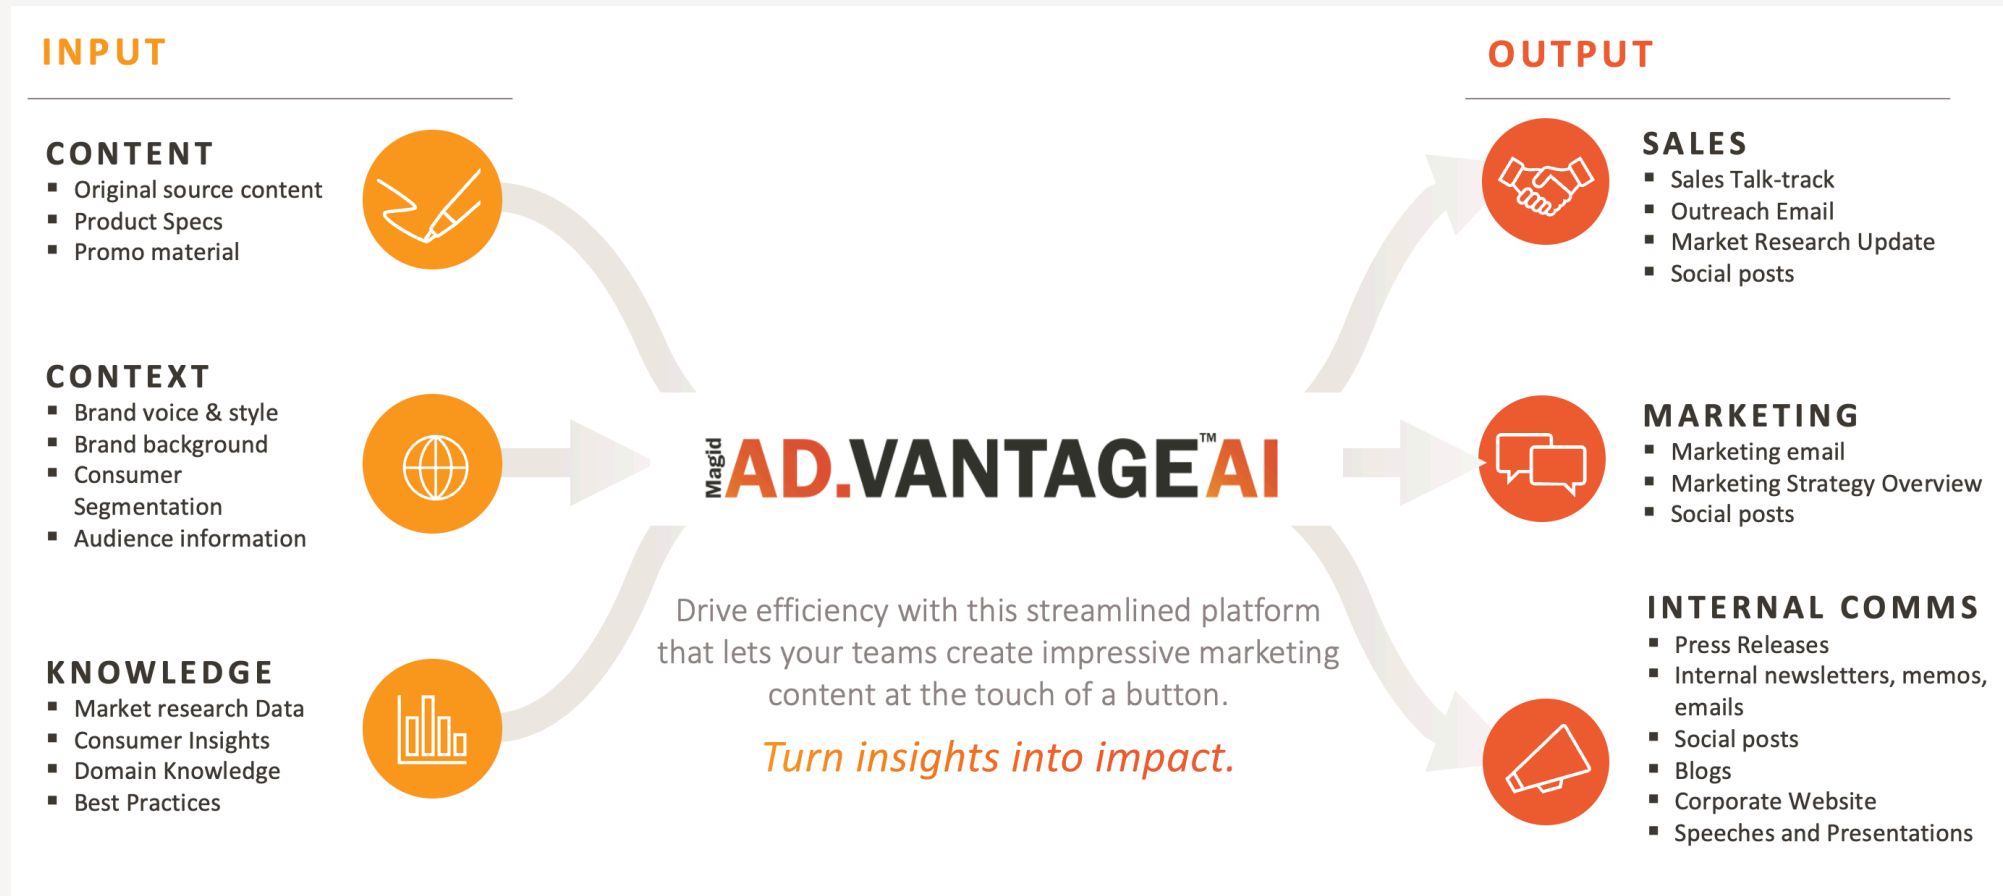 INPUT
CONTENT
▪ Original source content
▪ Product Specs
▪ Promo material
CONTEXT
▪ Brand voice & style
▪ Brand background
▪ Consumer
Segmentation
▪ Audience information
KNOWLEDGE
▪ Market research Data
▪ Consumer Insights
▪ Domain Knowledge
▪ Best Practices
Magid AD.VANTAGE™AI
Drive efficiency with this streamlined platform
that lets your teams create impressive marketing
content at the touch of a button.
Turn insights into impact.
OUTPUT
SALES
▪ Sales Talk-track
▪ Outreach Email
▪ Market Research Update
▪ Social posts
MARKETING
▪ Marketing email
▪ Marketing Strategy Overview
▪ Social posts
INTERNAL COMMS
▪ Press Releases
▪ Internal newsletters, memos,
emails
▪ Social posts
▪ Blogs
▪ Corporate Website
▪ Speeches and Presentations